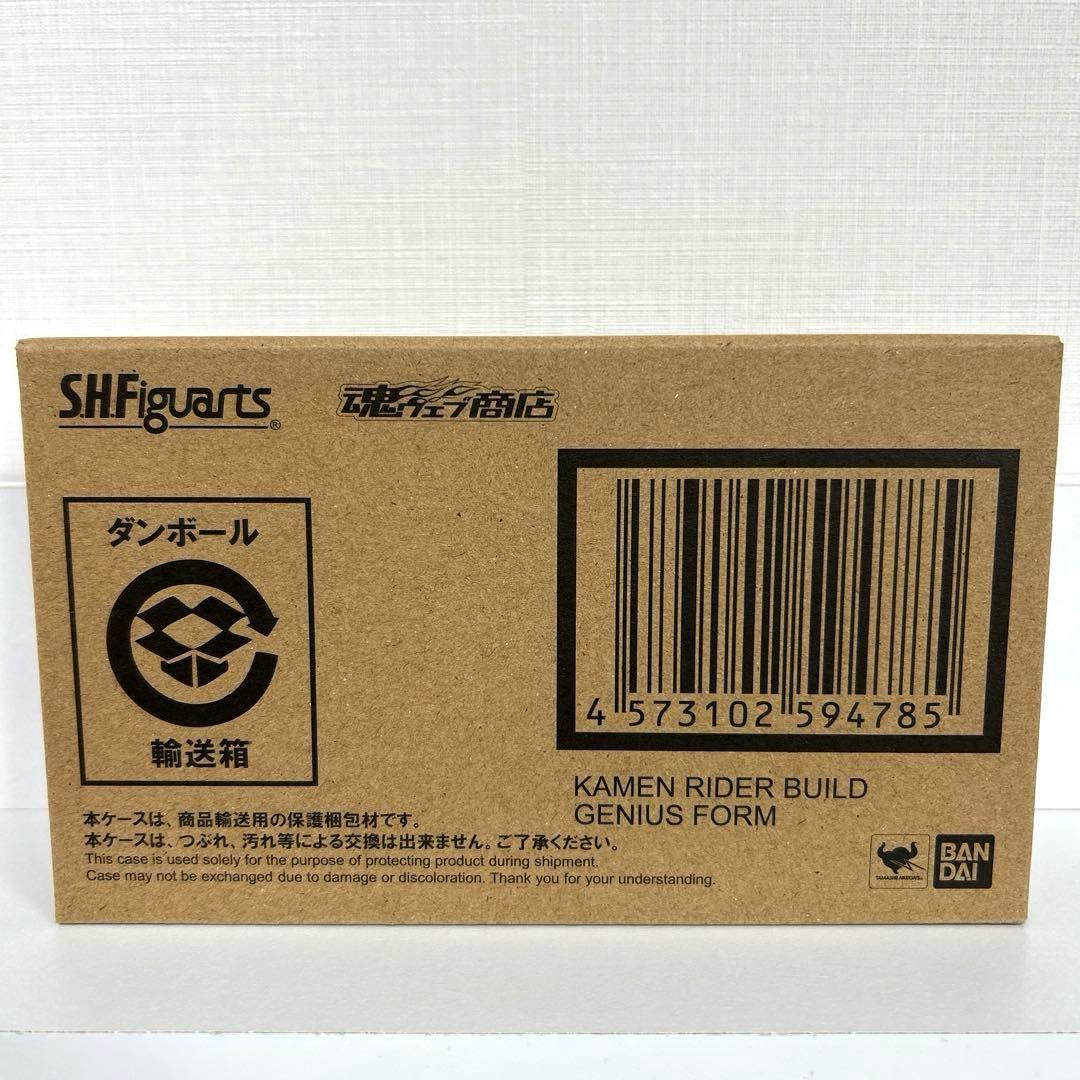 S.H.Figuarts®
魂ウェブ商店
ダンボール
輸送箱
4 573102 594785
KAMEN RIDER BUILD
GENIUS FORM
本ケースは、商品輸送用の保護梱包材です。
本ケースは、つぶれ、汚れ等による交換は出来ません。ご了承ください。
This case is used solely for the purpose of protecting product during shipment.
Case may not be exchanged due to damage or discoloration. Thank you for your understanding.
TAMASHII NATIONS
BAN
DAI